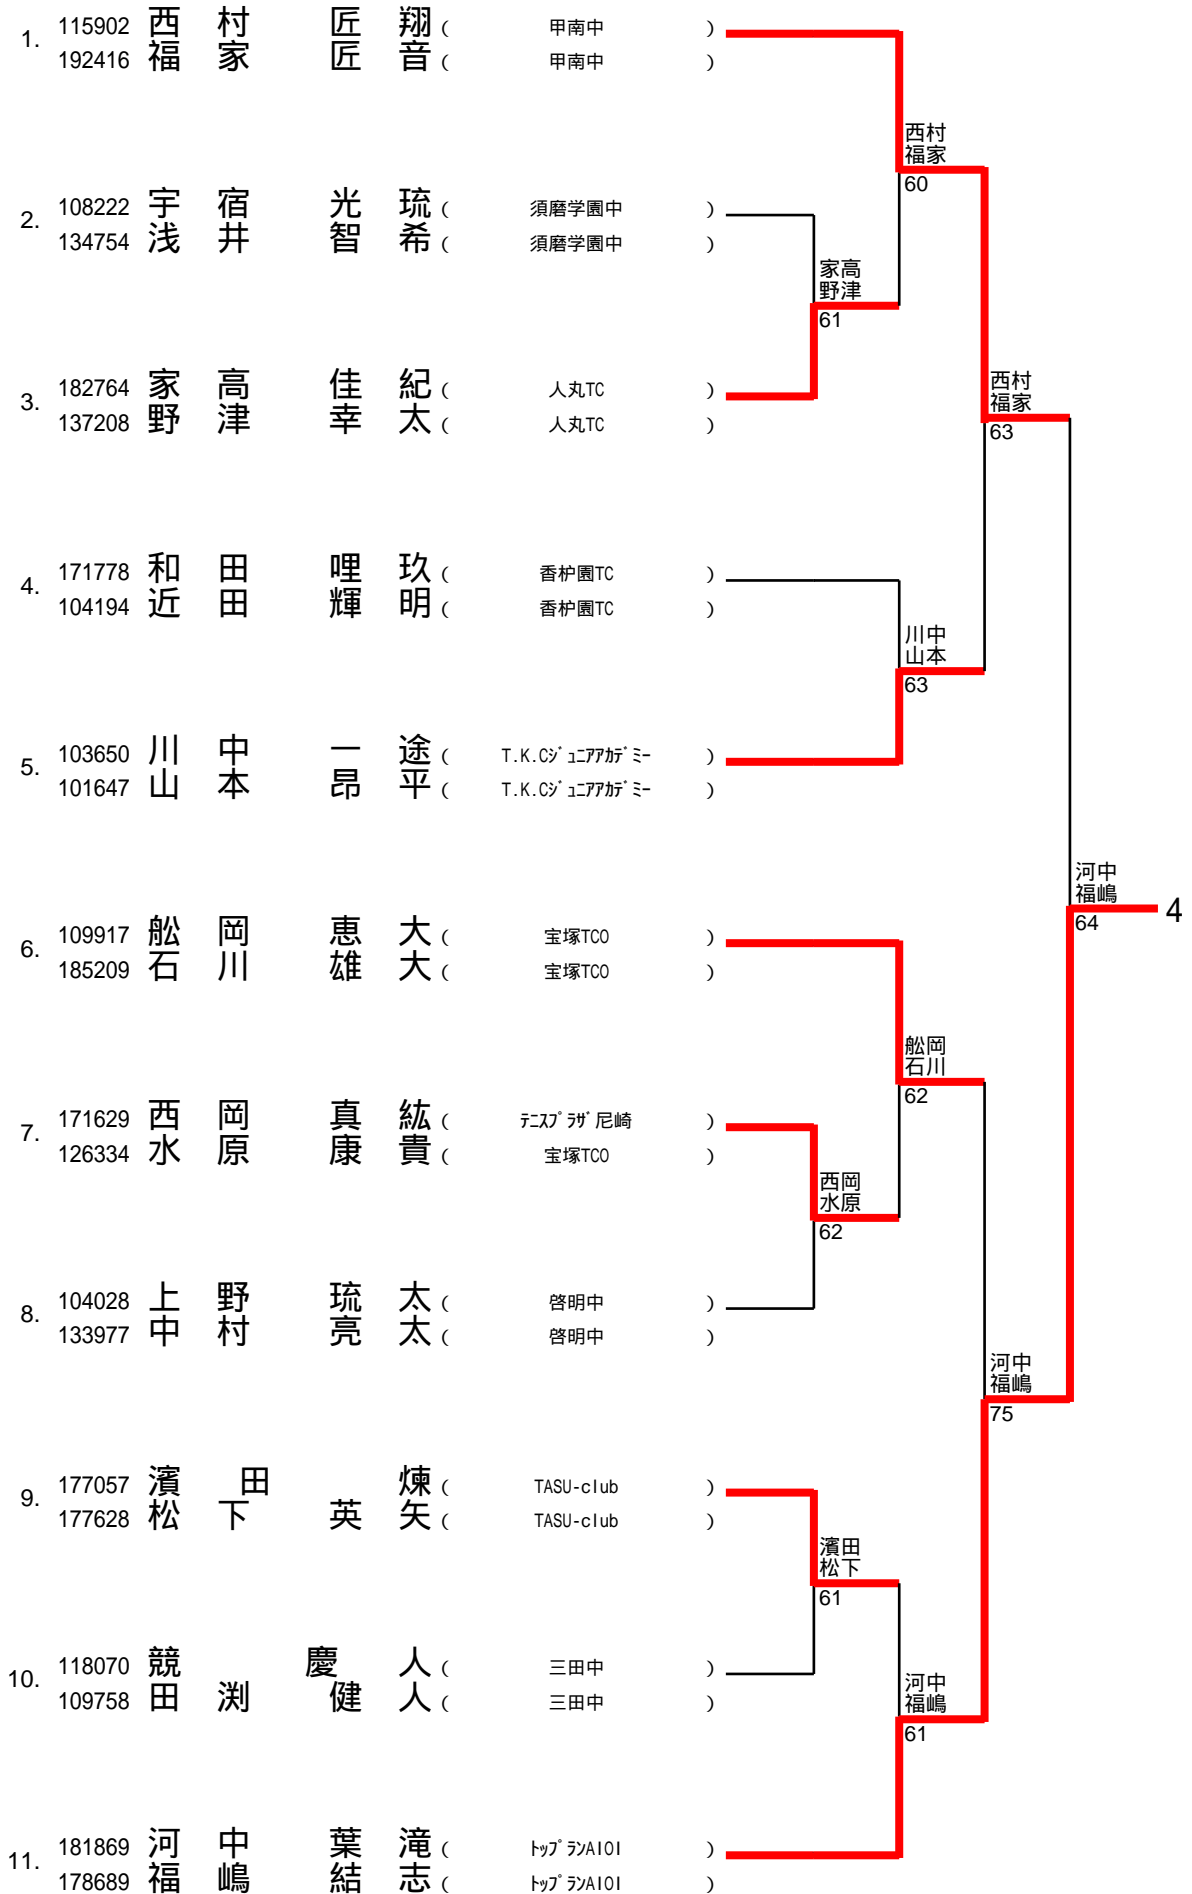 1. 115902 西村 匠翔 ( 甲南中 )
192416 福家 匠音 ( 甲南中 )
西村
福家
60
2. 108222 宇宿 光琉 ( 須磨学園中 )
134754 浅井 智希 ( 須磨学園中 )
家高
野津
61
3. 182764 家高 佳紀 ( 人丸TC )
137208 野津 幸太 ( 人丸TC )
西村
福家
63
4. 171778 和田 哩玖 ( 香枦園TC )
104194 近田 輝明 ( 香枦園TC )
川中
山本
63
5. 103650 川中 一途 ( T.K.Cｼﾞｭﾆｱｱｶﾃﾞﾐｰ )
101647 山本 昂平 ( T.K.Cｼﾞｭﾆｱｱｶﾃﾞﾐｰ )
河中
福嶋
64
4
6. 109917 舩岡 恵大 ( 宝塚TCO )
185209 石川 雄大 ( 宝塚TCO )
舩岡
石川
62
7. 171629 西岡 真紘 ( ﾃﾆｽﾌﾟﾗｻﾞ尼崎 )
126334 水原 康貴 ( 宝塚TCO )
西岡
水原
62
8. 104028 上野 琉太 ( 啓明中 )
133977 中村 亮太 ( 啓明中 )
河中
福嶋
75
9. 177057 濱田 煉 ( TASU-club )
177628 松下 英矢 ( TASU-club )
濱田
松下
61
10. 118070 競 慶人 ( 三田中 )
109758 田渕 健人 ( 三田中 )
河中
福嶋
61
11. 181869 河中 葉滝 ( ﾄｯﾌﾟﾗﾝAIOI )
178689 福嶋 結志 ( ﾄｯﾌﾟﾗﾝAIOI )